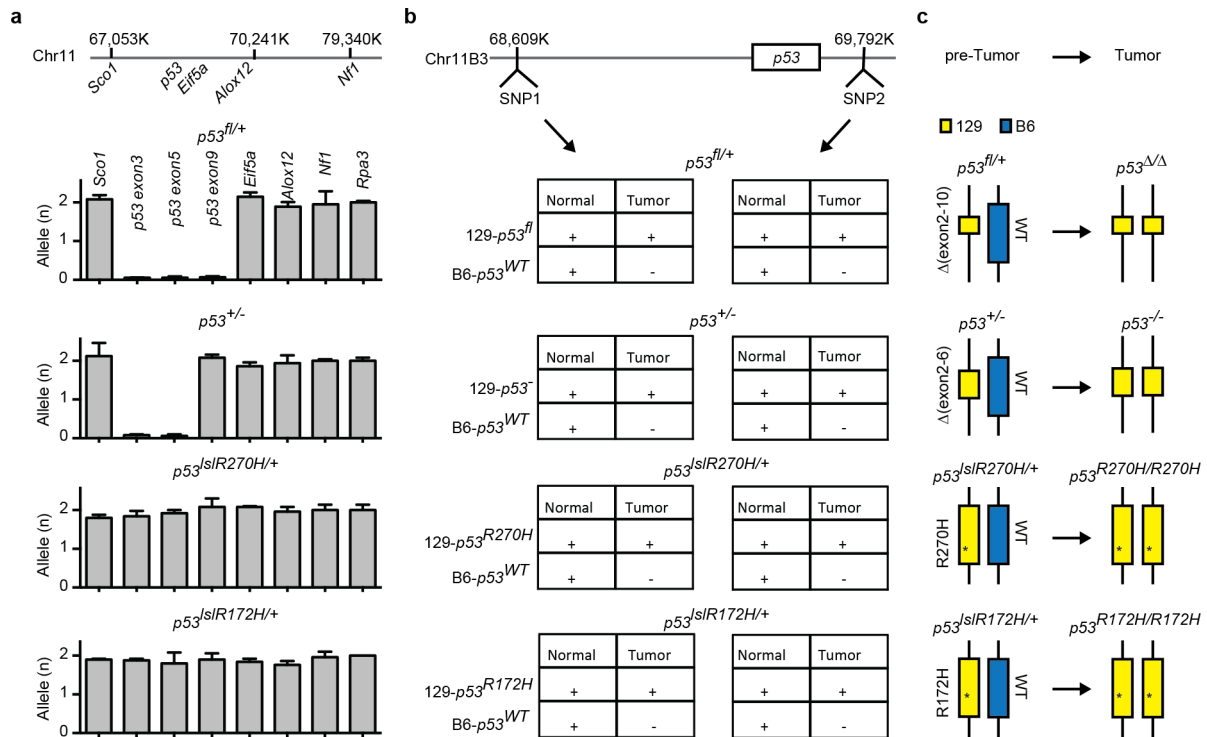 a
67,053K 70,241K 79,340K
Chr11
Sco1 p53 Eif5a Alox12 Nf1
p53fl/+
Sco1 p53 exon3 p53 exon5 p53 exon9 Eif5a Alox12 Nf1 Rpa3
Allele (n)
2
1
0
p53+/-
Allele (n)
2
1
0
p53lslR270H/+
Allele (n)
2
1
0
p53lslR172H/+
Allele (n)
2
1
0
b
68,609K 69,792K
Chr11B3 p53
SNP1 SNP2
p53fl/+
Normal Tumor Normal Tumor
129-p53fl + + + +
B6-p53WT + - + -
p53+/-
Normal Tumor Normal Tumor
129-p53- + + + +
B6-p53WT + - + -
p53lslR270H/+
Normal Tumor Normal Tumor
129-p53R270H + + + +
B6-p53WT + - + -
p53lslR172H/+
Normal Tumor Normal Tumor
129-p53R172H + + + +
B6-p53WT + - + -
c
pre-Tumor Tumor
129 B6
p53fl/+ p53Δ/Δ
Δ(exon2-10) WT
p53+/- p53-/-
Δ(exon2-6) WT
p53lslR270H/+ p53R270H/R270H
R270H * WT * *
p53lslR172H/+ p53R172H/R172H
R172H * WT * *